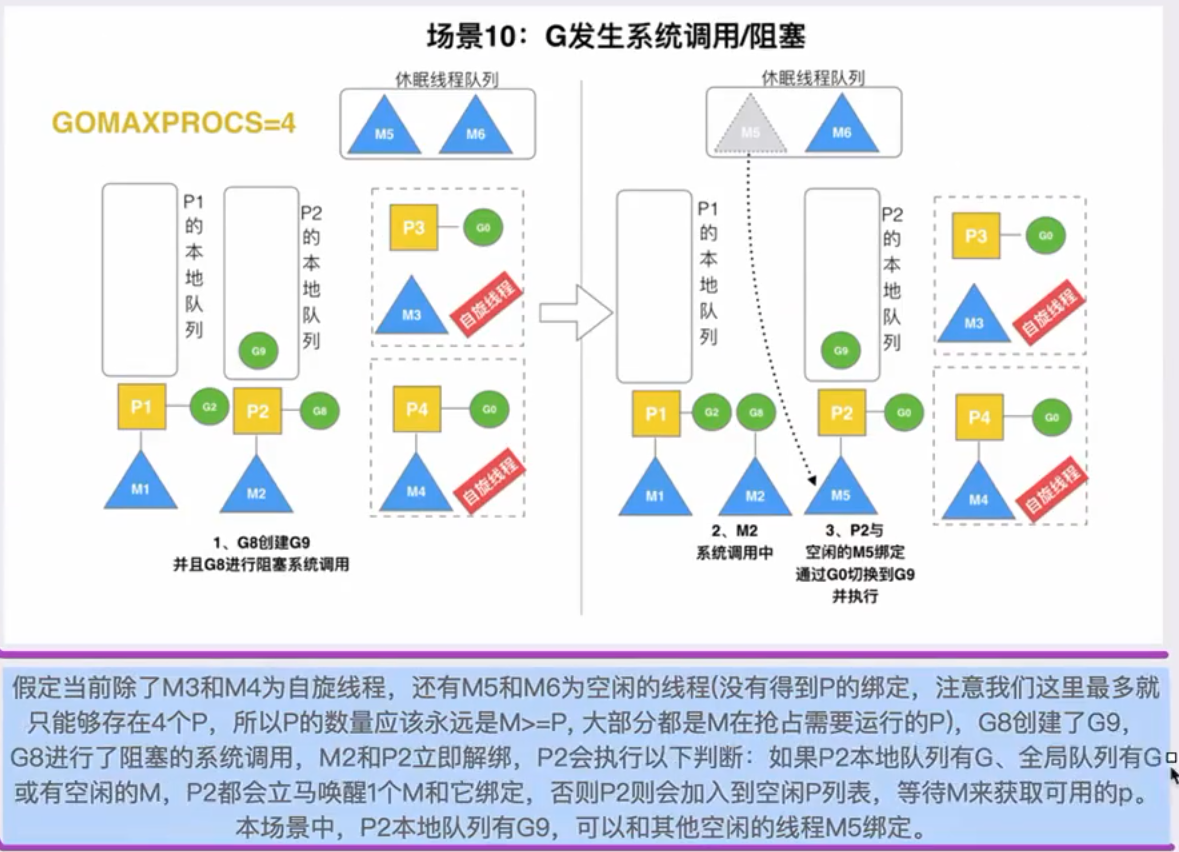 场景10：G发生系统调用/阻塞
GOMAXPROCS=4
休眠线程队列
M5
M6
P1的本地队列
P2的本地队列
G9
P3
G0
M3
自旋线程
P1
G2
P2
G8
P4
G0
M1
M2
M4
自旋线程
1、G8创建G9
并且G8进行阻塞系统调用
休眠线程队列
M5
M6
P1的本地队列
P2的本地队列
G9
P3
G0
M3
自旋线程
P1
G2
G8
P2
G0
P4
G0
M1
M2
M5
M4
自旋线程
2、M2
系统调用中
3、P2与
空闲的M5绑定
通过G0切换到G9
并执行
假定当前除了M3和M4为自旋线程，还有M5和M6为空闲的线程(没有得到P的绑定，注意我们这里最多就
只能够存在4个P，所以P的数量应该永远是M>=P, 大部分都是M在抢占需要运行的P)，G8创建了G9，
G8进行了阻塞的系统调用，M2和P2立即解绑，P2会执行以下判断：如果P2本地队列有G、全局队列有G
或有空闲的M，P2都会立马唤醒1个M和它绑定，否则P2则会加入到空闲P列表，等待M来获取可用的p。
本场景中，P2本地队列有G9，可以和其他空闲的线程M5绑定。